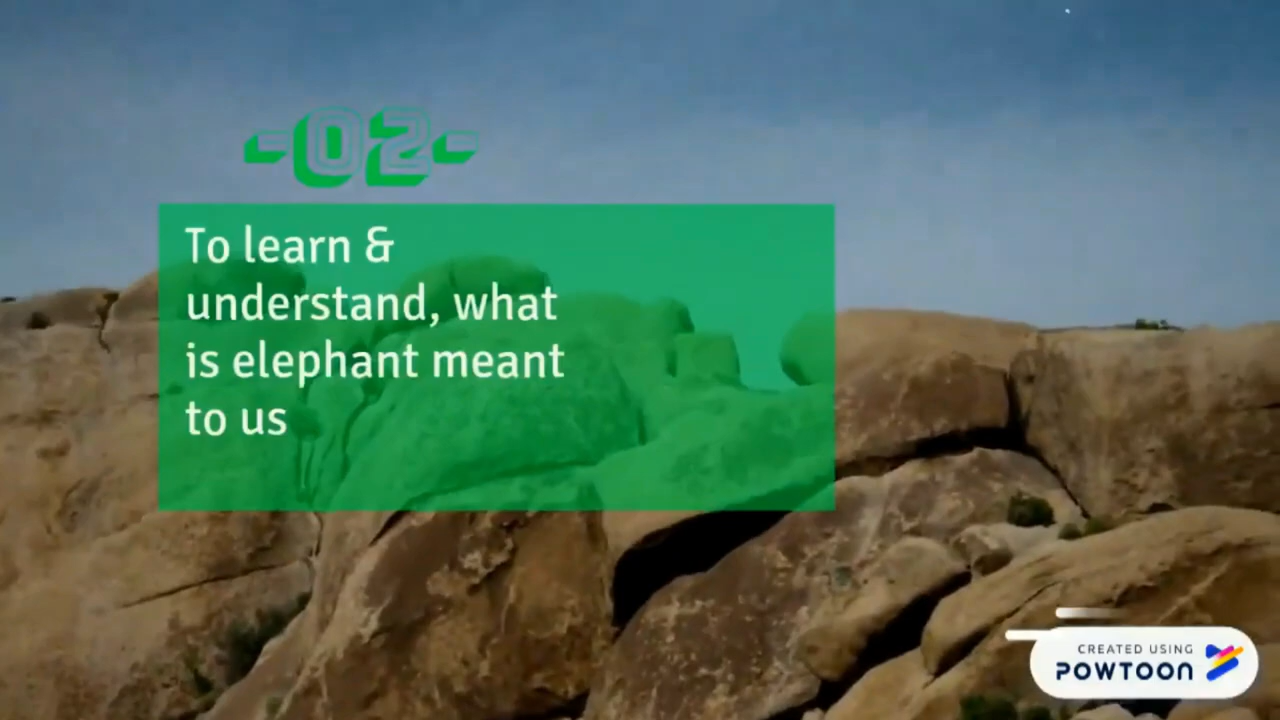 -02-
To learn &
understand, what
is elephant meant
to us
CREATED USING
POWTOON